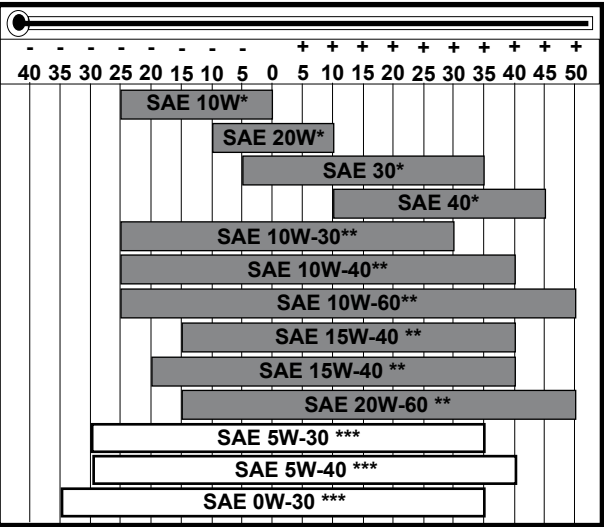 - - - - - - - - + + + + + + + + + +
40 35 30 25 20 15 10 5 0 5 10 15 20 25 30 35 40 45 50
SAE 10W*
SAE 20W*
SAE 30*
SAE 40*
SAE 10W-30**
SAE 10W-40**
SAE 10W-60**
SAE 15W-40 **
SAE 15W-40 **
SAE 20W-60 **
SAE 5W-30 ***
SAE 5W-40 ***
SAE 0W-30 ***